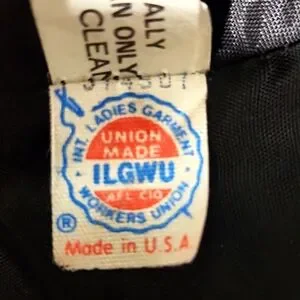 ALLY
N ONLY
CLEAN
INT. LADIES GARMENT
UNION
MADE
ILGWU
AFL CIO
WORKERS UNION
®
Made in U.S.A